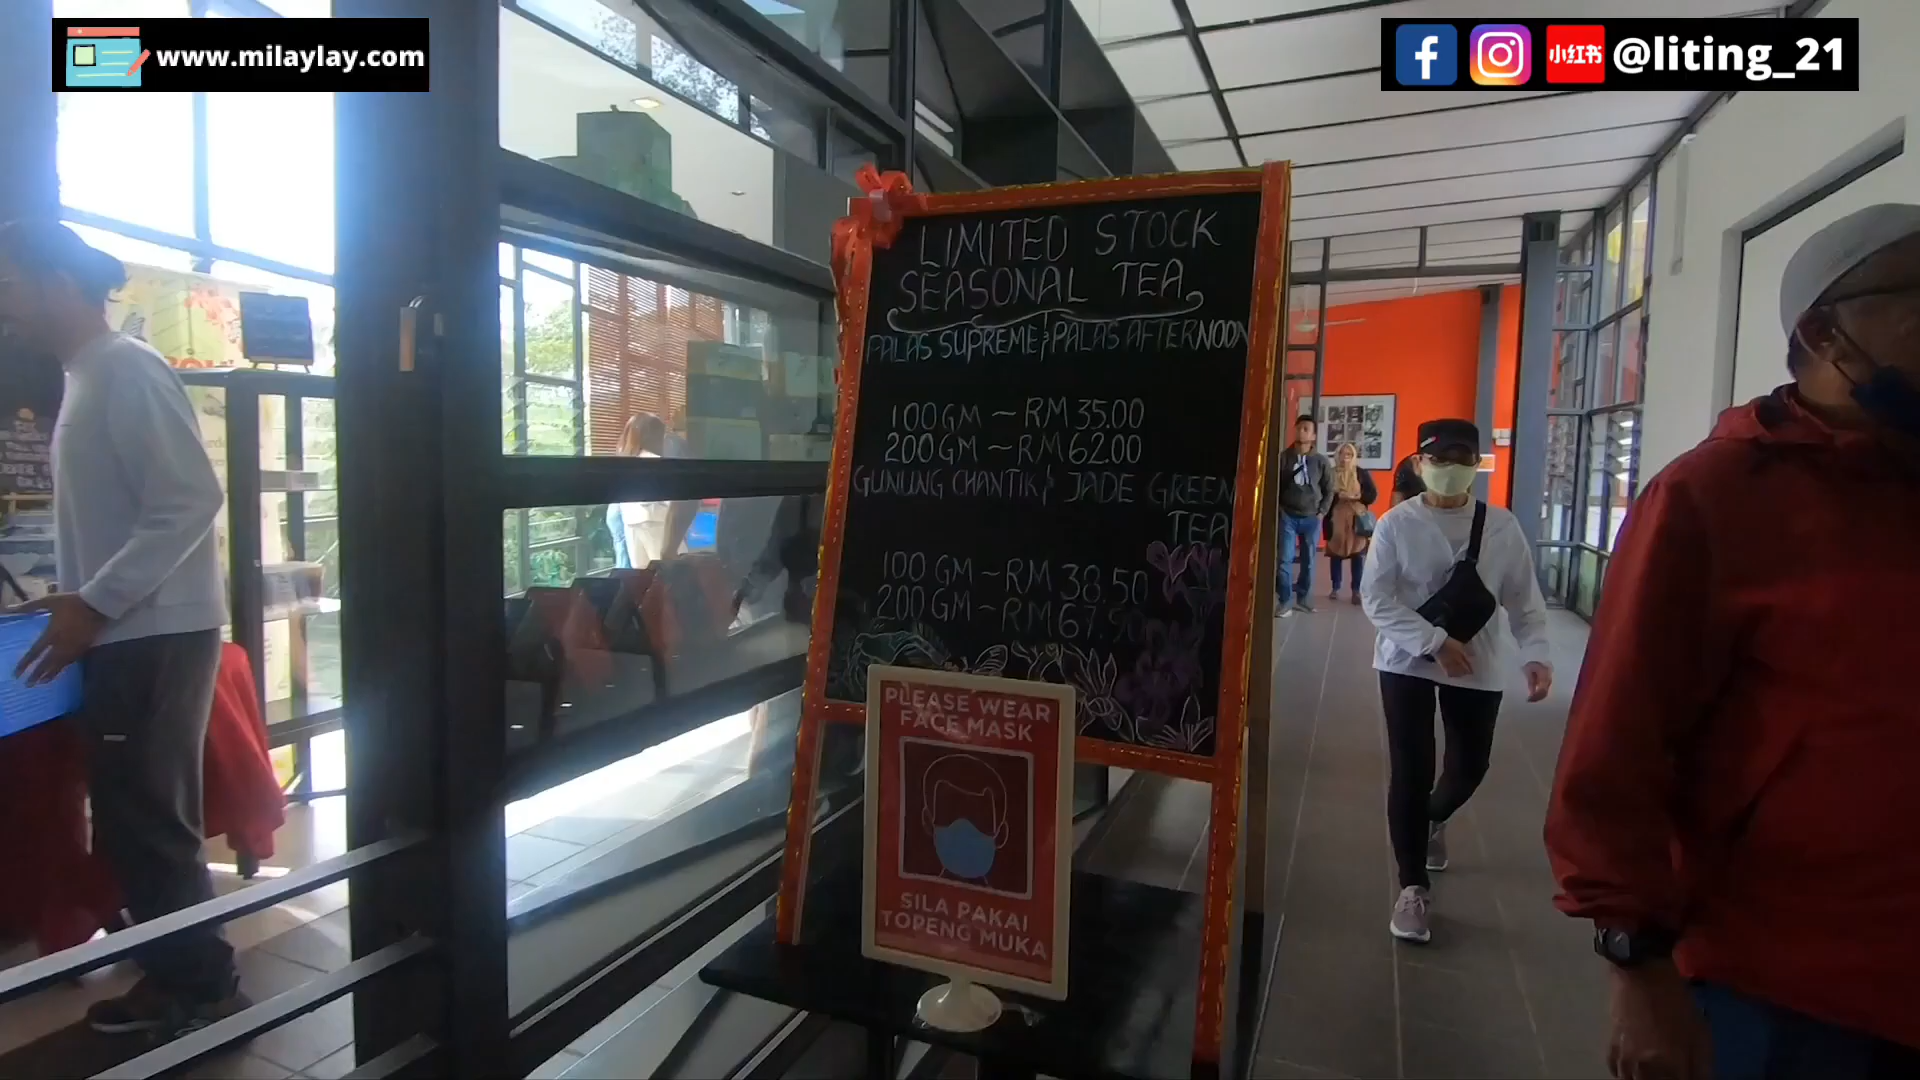 www.milaylay.com
小红书 @liting_21
LIMITED STOCK
SEASONAL TEA
PALAS SUPREME & PALAS AFTERNOON
100GM ~ RM 35.00
200GM ~ RM 62.00
GUNUNG CHANTIK & JADE GREEN
TEA
100 GM ~ RM 38.50
200 GM ~ RM 67.90
PLEASE WEAR
FACE MASK
SILA PAKAI
TOPENG MUKA